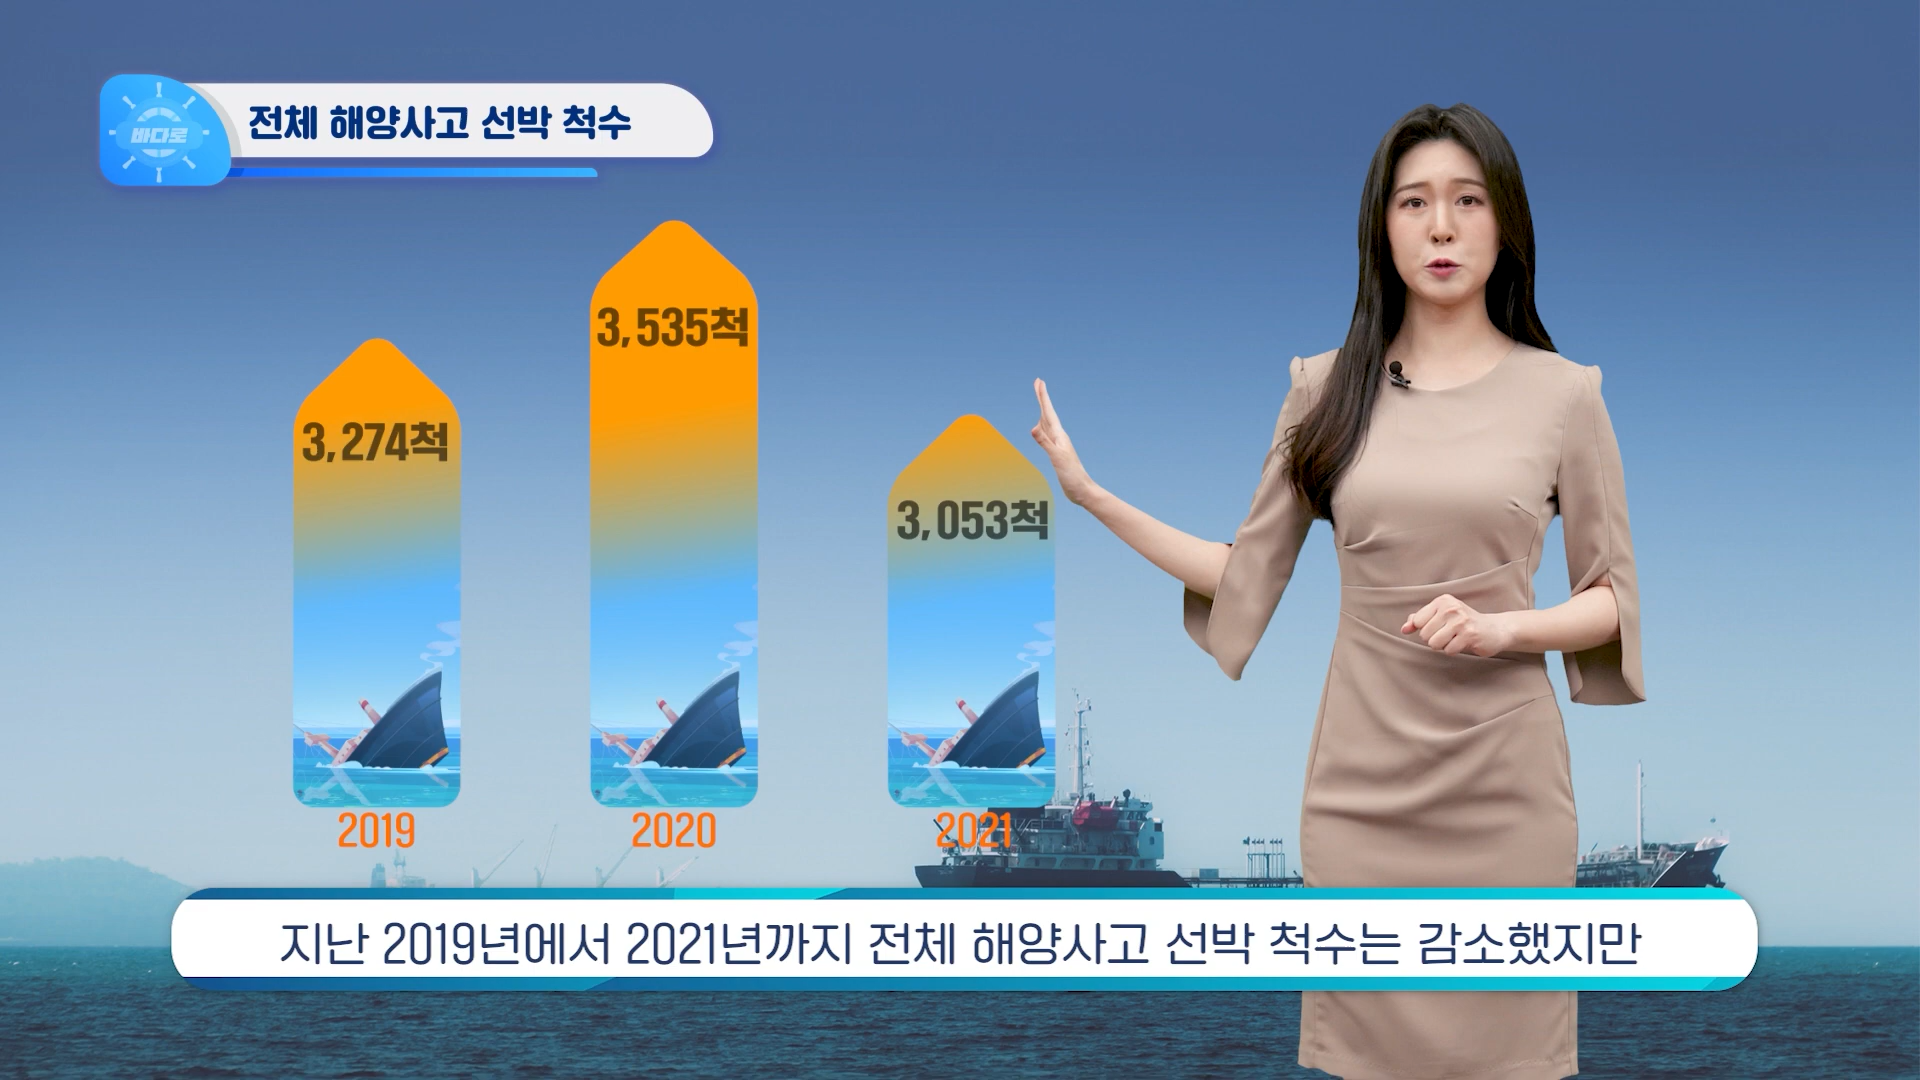 바다로
전체 해양사고 선박 척수
3,274척
3,535척
3,053척
2019
2020
2021
지난 2019년에서 2021년까지 전체 해양사고 선박 척수는 감소했지만